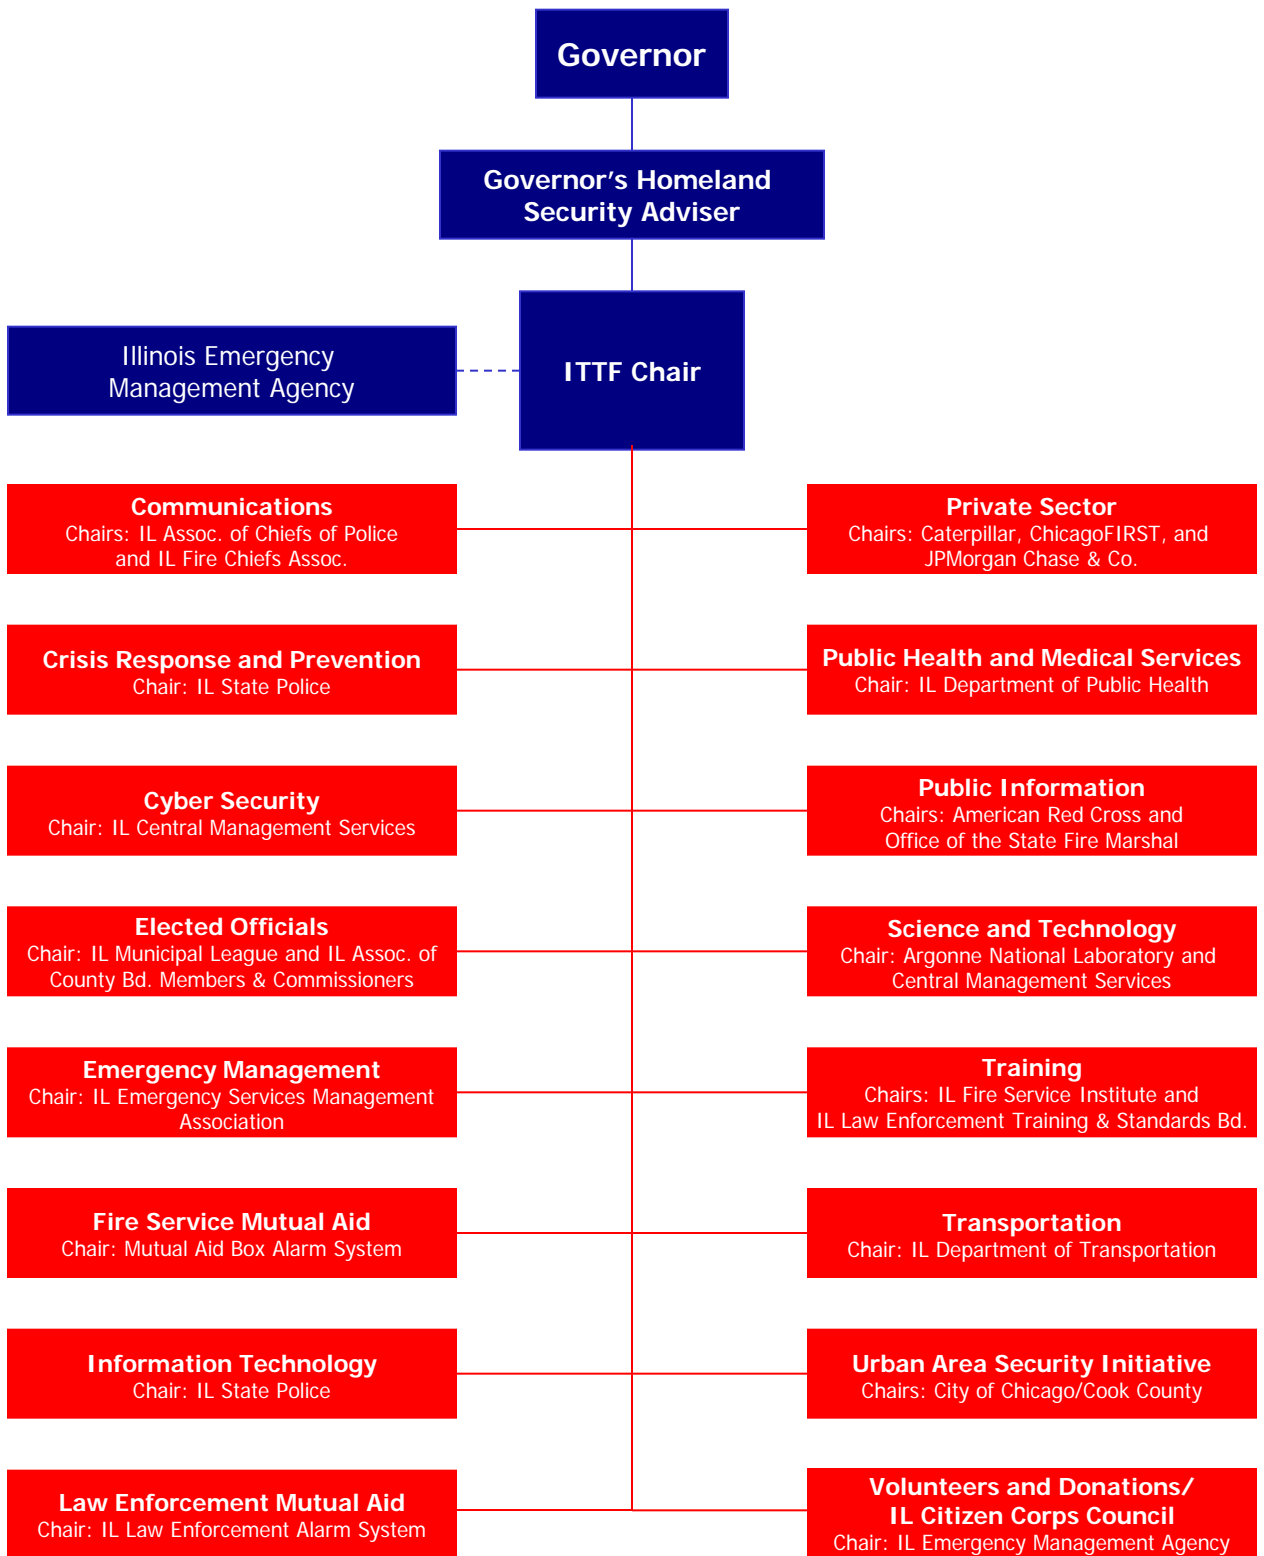 Governor
Governor's Homeland
Security Adviser
Illinois Emergency
Management Agency
ITTF Chair
Communications
Chairs: IL Assoc. of Chiefs of Police
and IL Fire Chiefs Assoc.
Private Sector
Chairs: Caterpillar, ChicagoFIRST, and
JPMorgan Chase & Co.
Crisis Response and Prevention
Chair: IL State Police
Public Health and Medical Services
Chair: IL Department of Public Health
Cyber Security
Chair: IL Central Management Services
Public Information
Chairs: American Red Cross and
Office of the State Fire Marshal
Elected Officials
Chair: IL Municipal League and IL Assoc. of
County Bd. Members & Commissioners
Science and Technology
Chair: Argonne National Laboratory and
Central Management Services
Emergency Management
Chair: IL Emergency Services Management
Association
Training
Chairs: IL Fire Service Institute and
IL Law Enforcement Training & Standards Bd.
Fire Service Mutual Aid
Chair: Mutual Aid Box Alarm System
Transportation
Chair: IL Department of Transportation
Information Technology
Chair: IL State Police
Urban Area Security Initiative
Chairs: City of Chicago/Cook County
Law Enforcement Mutual Aid
Chair: IL Law Enforcement Alarm System
Volunteers and Donations/
IL Citizen Corps Council
Chair: IL Emergency Management Agency